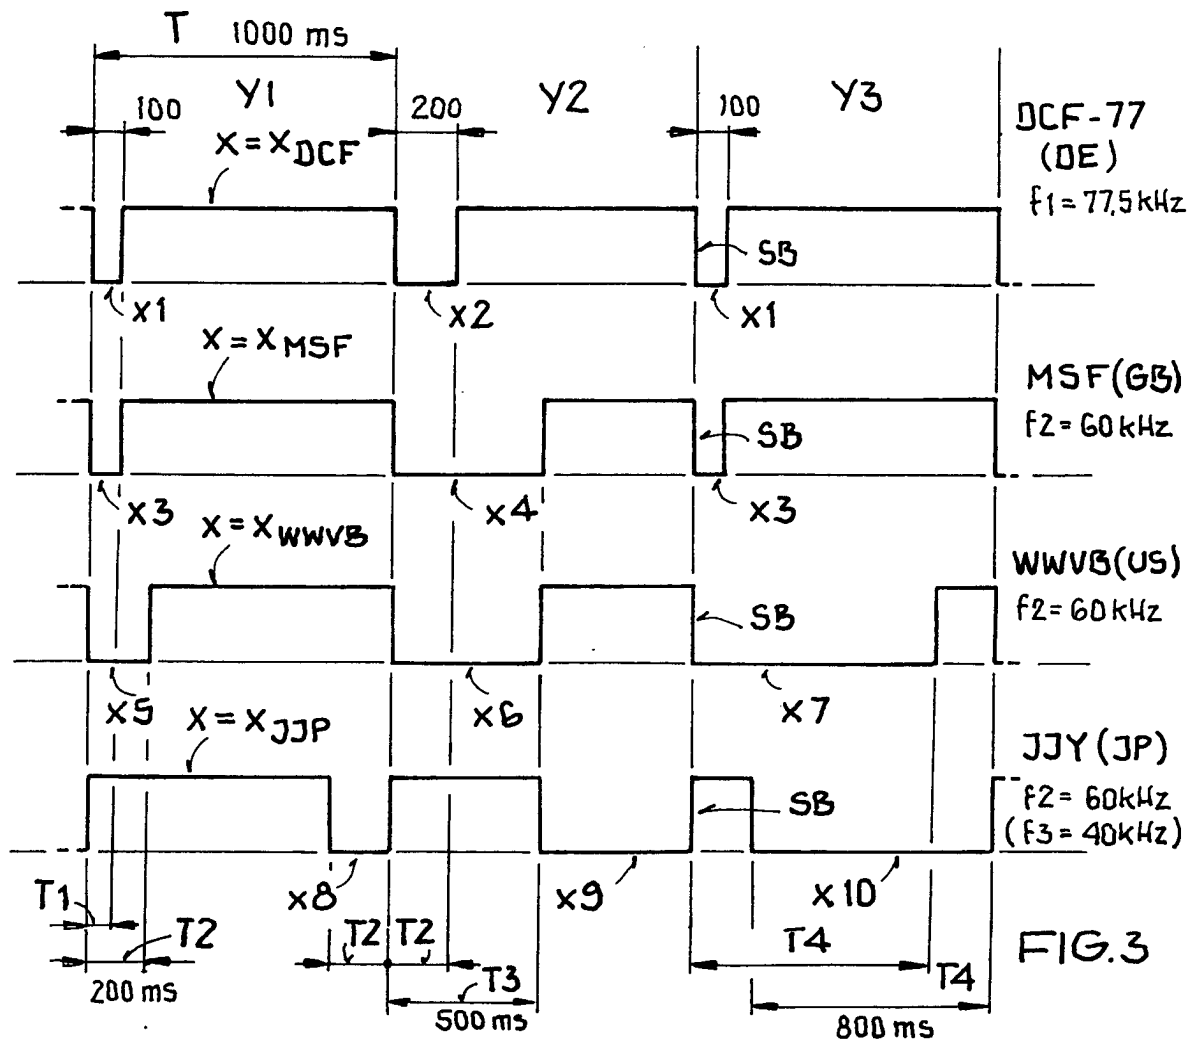 T 1000 ms
Y1 Y2 Y3
100 200 100
DCF-77
(DE)
f1 = 77,5 kHz
x = xDCF
SB
x1 x2 x1
x = xMSF
MSF(GB)
f2 = 60 kHz
SB
x3 x4 x3
x = xWWVB
WWVB(US)
f2 = 60 kHz
SB
x5 x6 x7
x = xJJP
JJY (JP)
f2 = 60 kHz
(f3 = 40 kHz)
SB
x8 x9 x10
T1
T2 T2 T2 T4
200 ms T3 T4
500 ms 800 ms
FIG.3